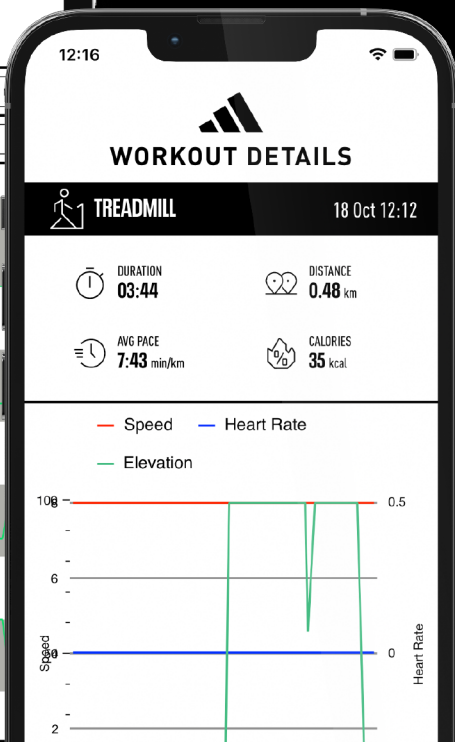 12:16
WORKOUT DETAILS
TREADMILL 18 Oct 12:12
DURATION
03:44
DISTANCE
0.48 km
AVG PACE
7:43 min/km
CALORIES
35 kcal
Speed Heart Rate
Elevation
0.5
6
0
Speed
Heart Rate
2